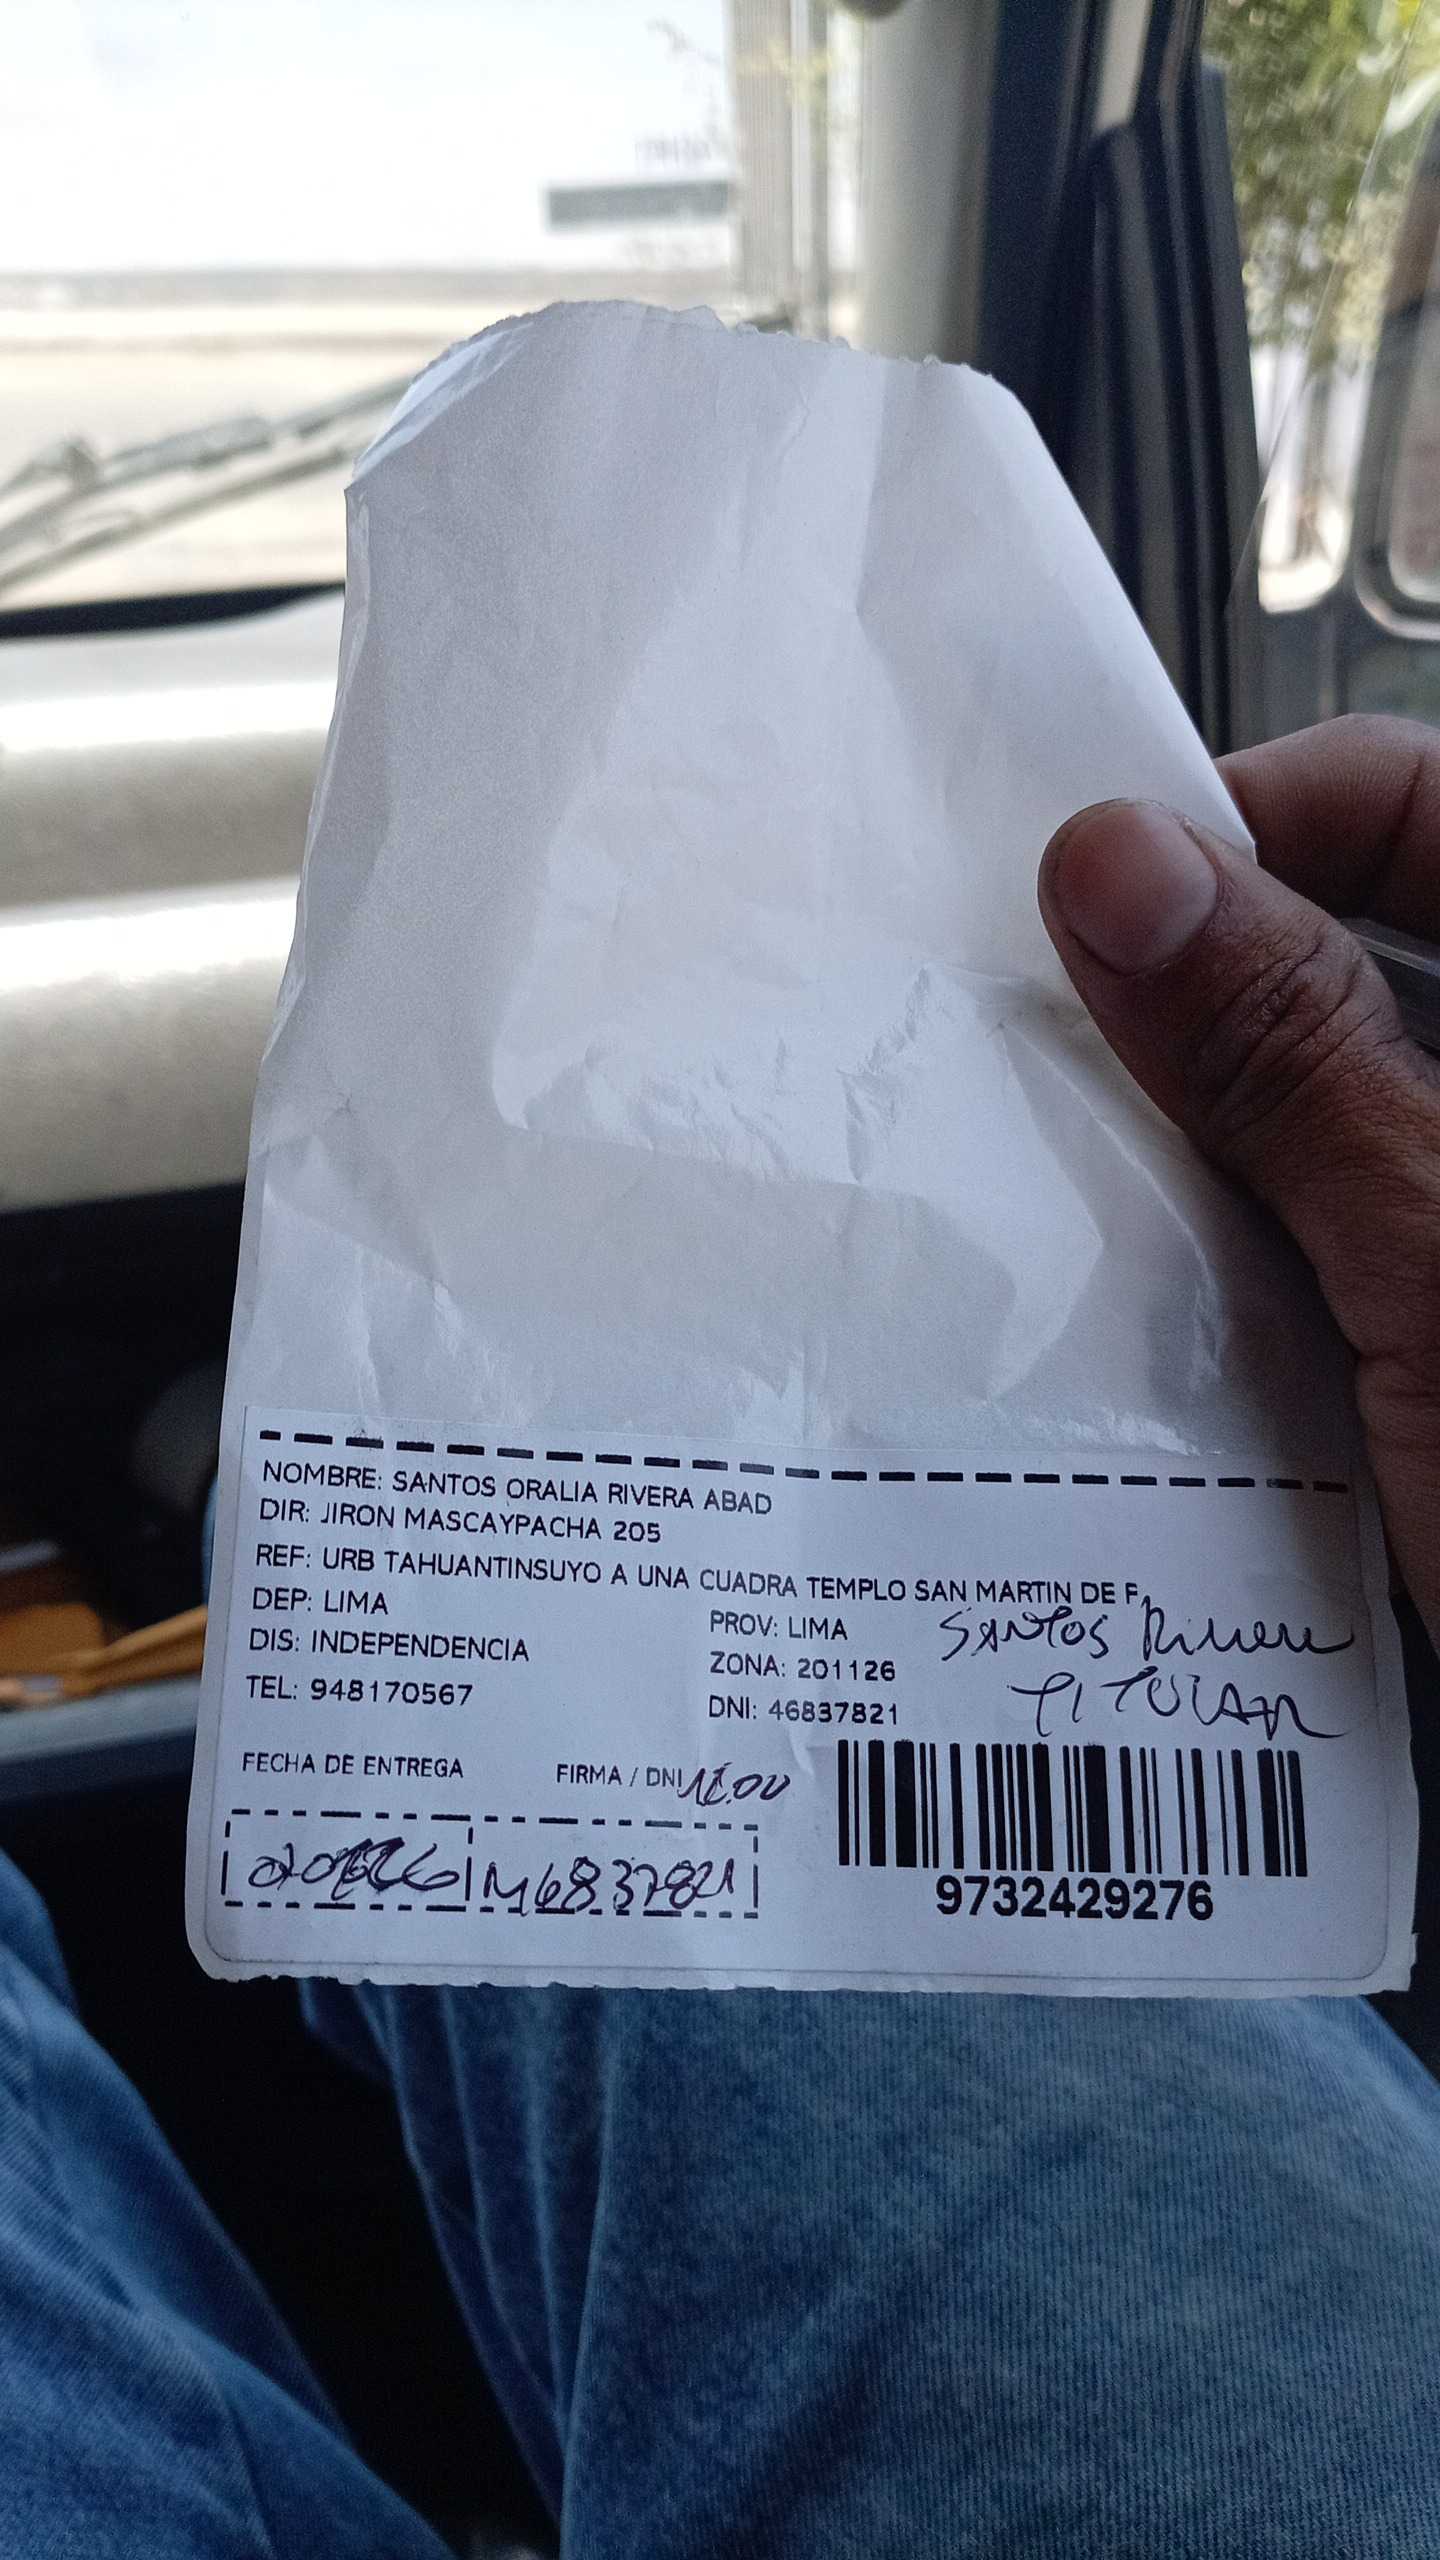 NOMBRE: SANTOS ORALIA RIVERA ABAD
DIR: JIRON MASCAYPACHA 205
REF: URB TAHUANTINSUYO A UNA CUADRA TEMPLO SAN MARTIN DE F
DEP: LIMA PROV: LIMA
DIS: INDEPENDENCIA ZONA: 201126
TEL: 948170567 DNI: 46837821
SANTOS Rivera
TITULAR
FECHA DE ENTREGA FIRMA / DNI
46837821
9732429276